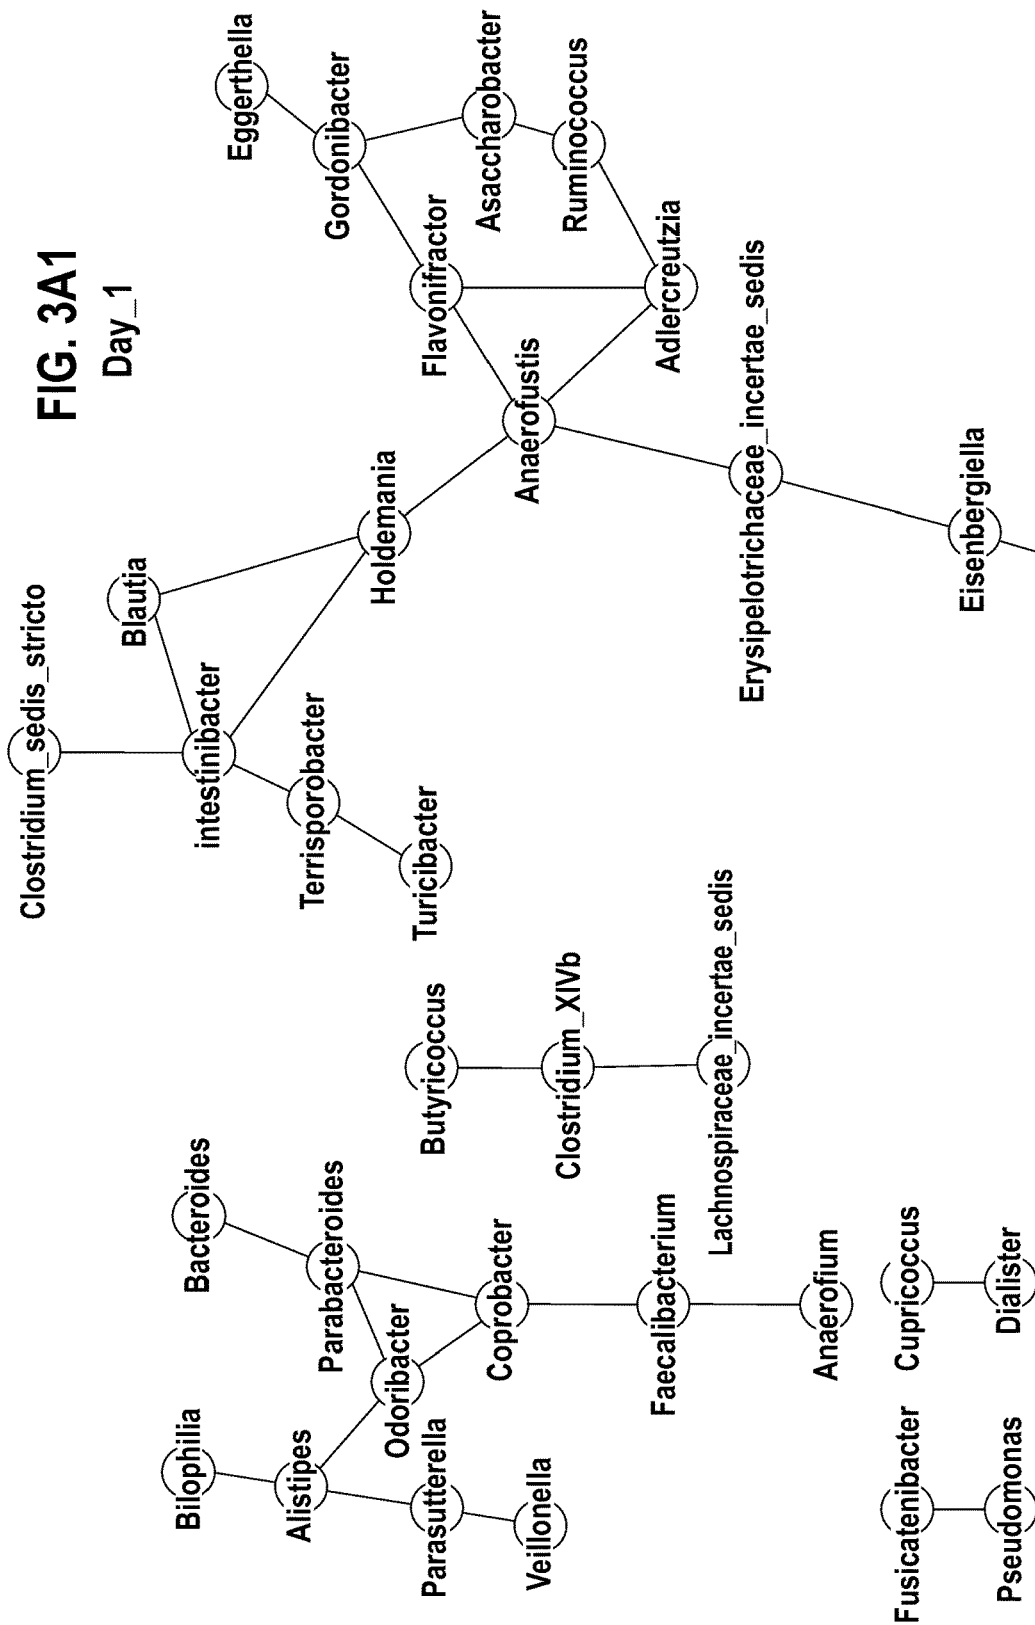 FIG. 3A1
Day_1
Bilophilia
Alistipes
Parasutterella
Veillonella
Odoribacter
Bacteroides
Parabacteroides
Coprobacter
Faecalibacterium
Anaerofium
Fusicatenibacter
Pseudomonas
Cupricoccus
Dialister
Butyricoccus
Clostridium_XIVb
Lachnospiraceae_incertae_sedis
Clostridium_sedis_stricto
intestinibacter
Terrisporobacter
Turicibacter
Blautia
Holdemania
Anaerofustis
Erysipelotrichaceae_incertae_sedis
Eisenbergiella
Flavonifractor
Adlercreutzia
Eggerthella
Gordonibacter
Asaccharobacter
Ruminococcus